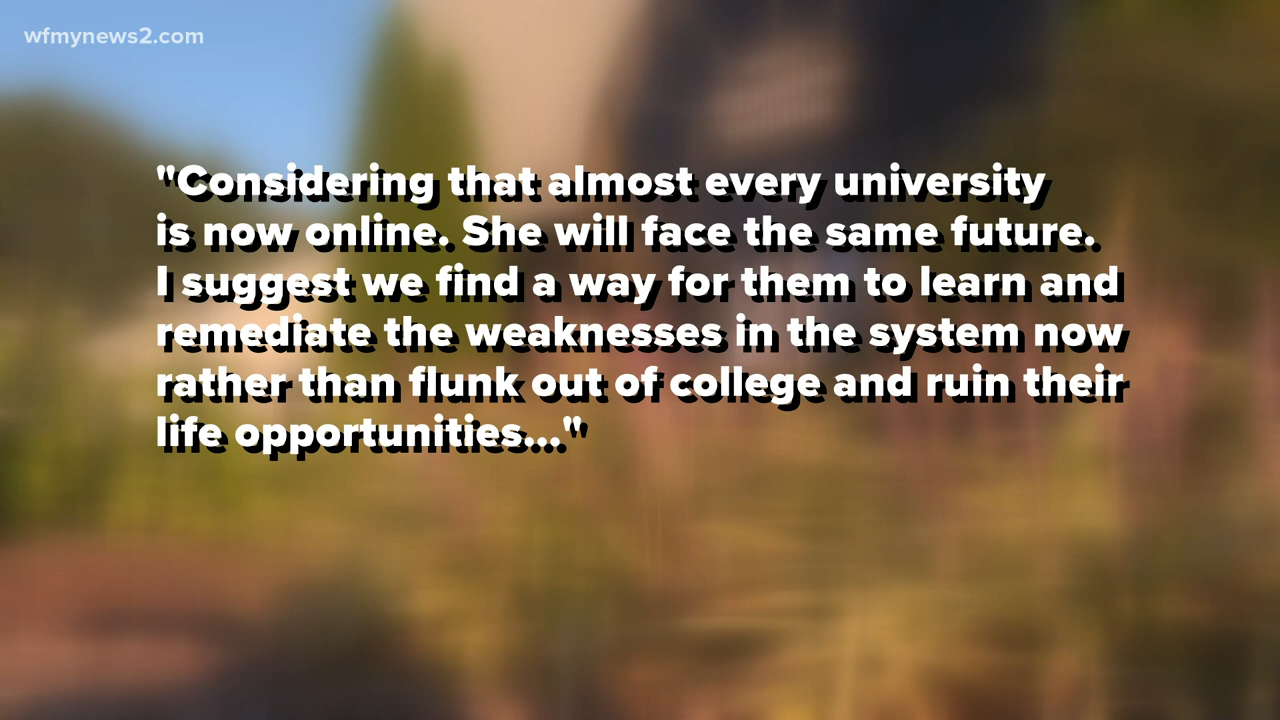 wfmynews2.com
"Considering that almost every university
is now online. She will face the same future.
I suggest we find a way for them to learn and
remediate the weaknesses in the system now
rather than flunk out of college and ruin their
life opportunities..."